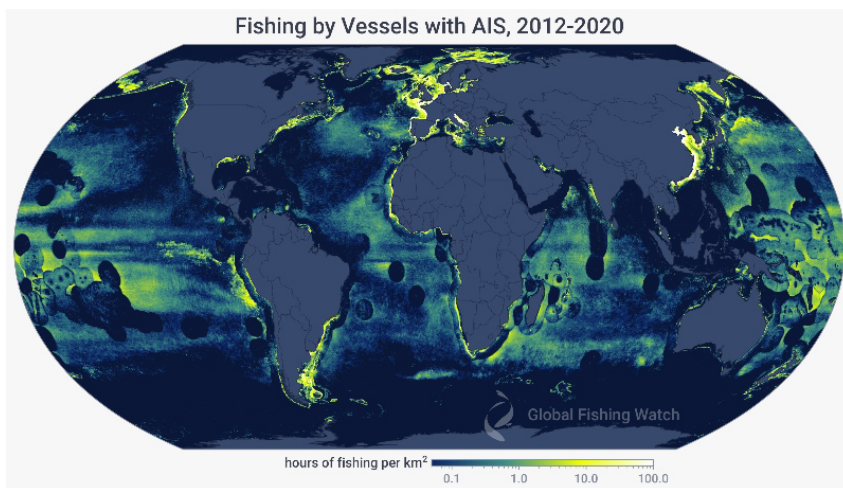 Fishing by Vessels with AIS, 2012-2020
Global Fishing Watch
hours of fishing per km²
0.1 1.0 10.0 100.0